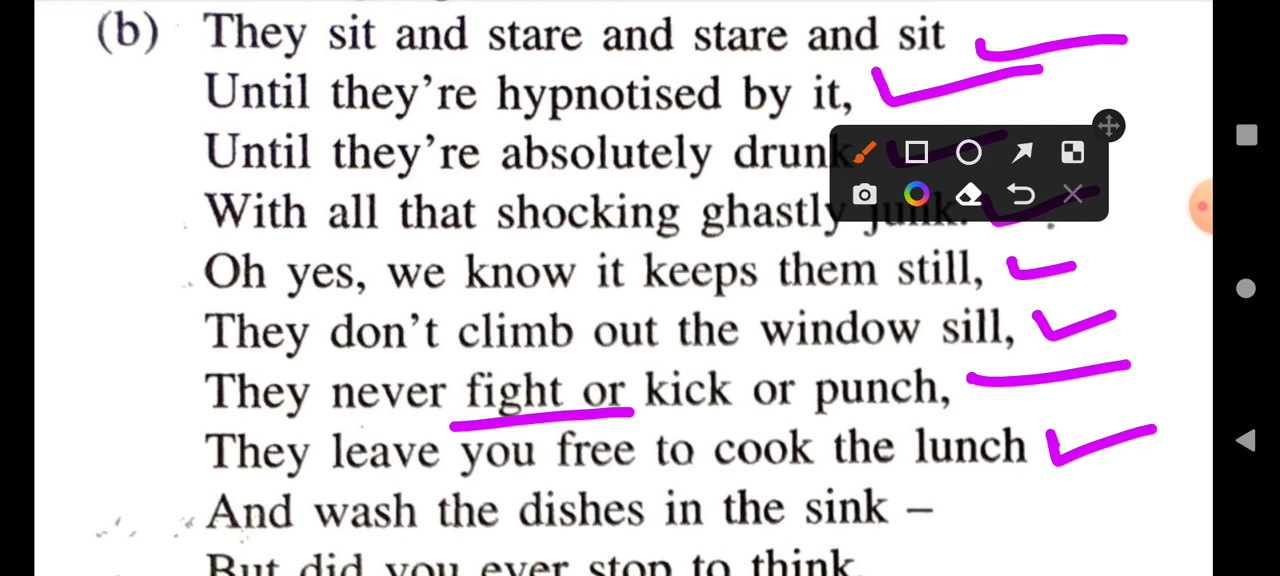 (b) They sit and stare and stare and sit
Until they're hypnotised by it,
Until they're absolutely drunk
With all that shocking ghastly junk.
Oh yes, we know it keeps them still,
They don't climb out the window sill,
They never fight or kick or punch,
They leave you free to cook the lunch
And wash the dishes in the sink –
But did you ever stop to think